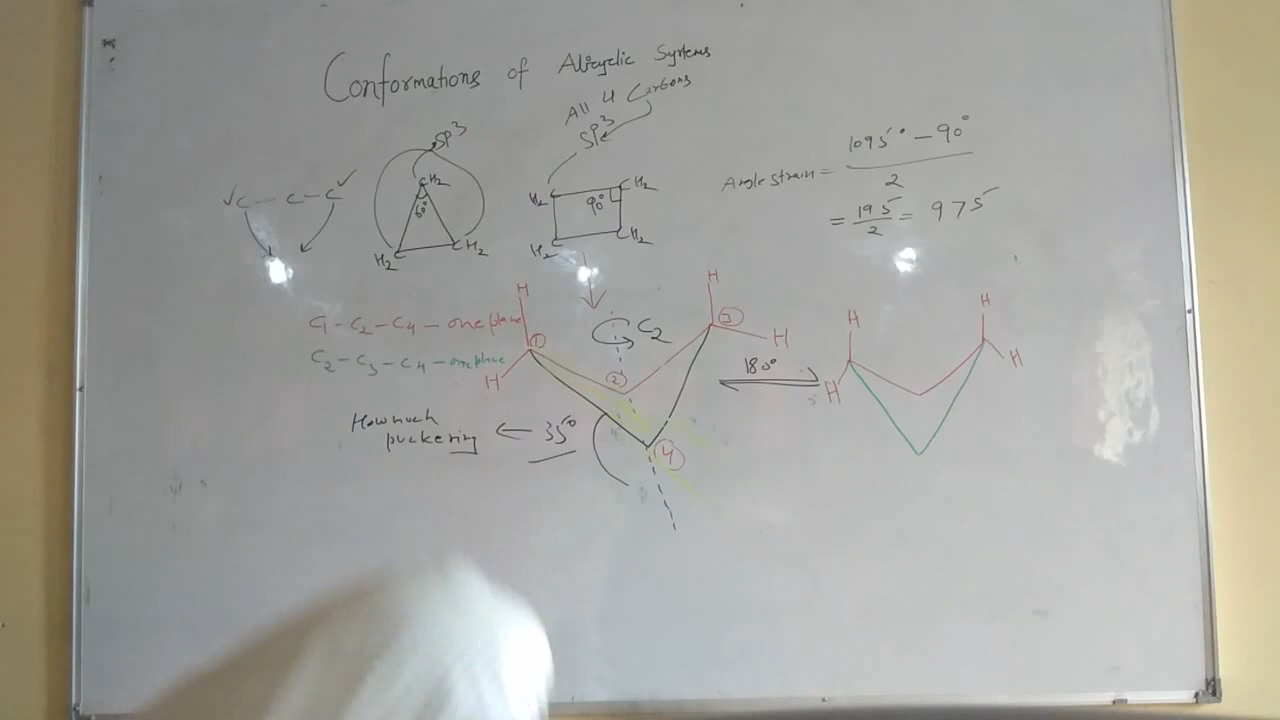 Conformations of Alicyclic Systems
All 4 Carbons
SP3
SP3
C - C - C
CH2
60°
H2C
CH2
H2C
CH2
90°
H2C
CH2
Angle strain = 109 5° - 90°
2
= 19 5 = 9 75
2
C1 - C2 - C4 - one plane
C2 - C3 - C4 - one plane
H
H
1
C2
2
H
3
H
4
180°
How much
puckering
← 35°
H
H
H
H